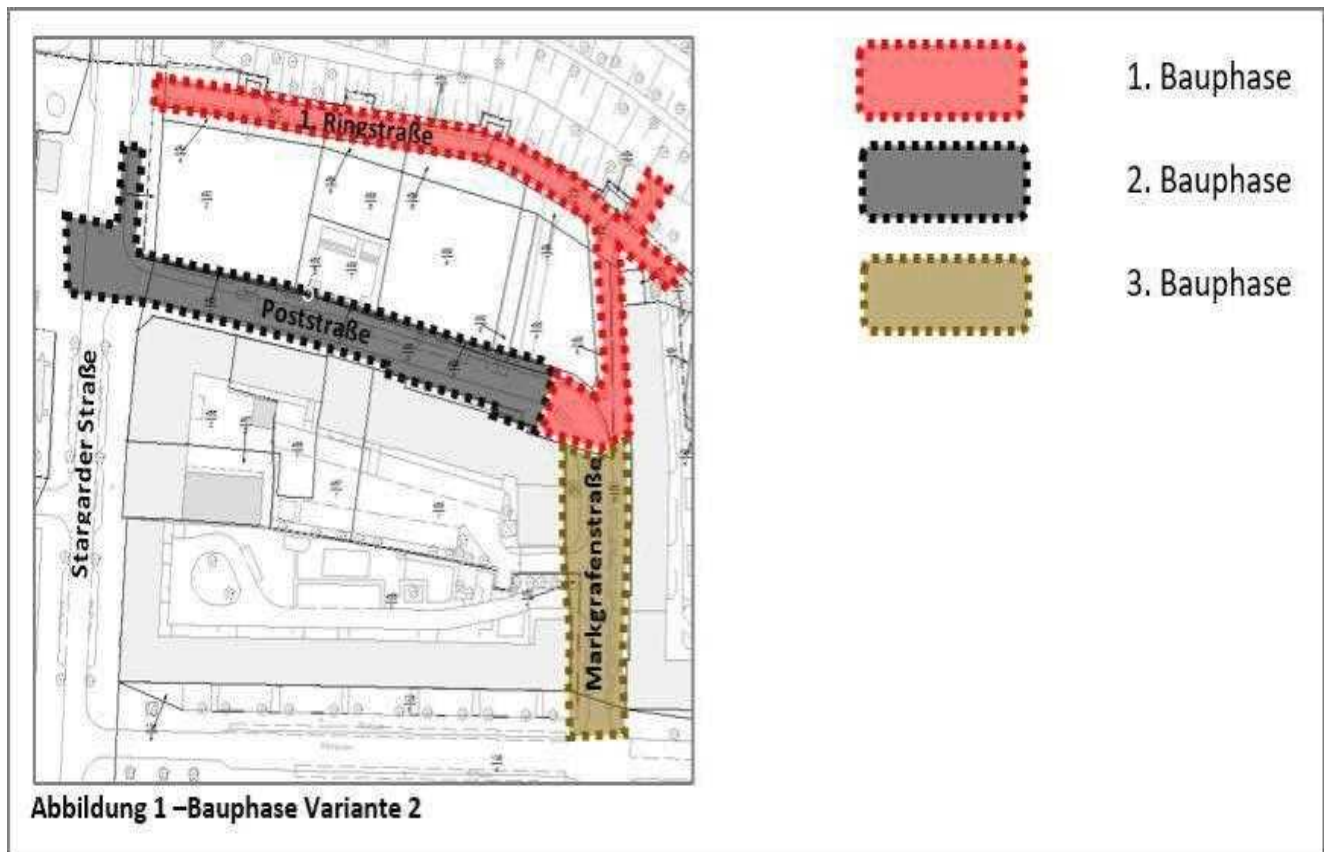 1. Ringstraße
Poststraße
Stargarder Straße
Markgrafenstraße
1. Bauphase
2. Bauphase
3. Bauphase
Abbildung 1 –Bauphase Variante 2